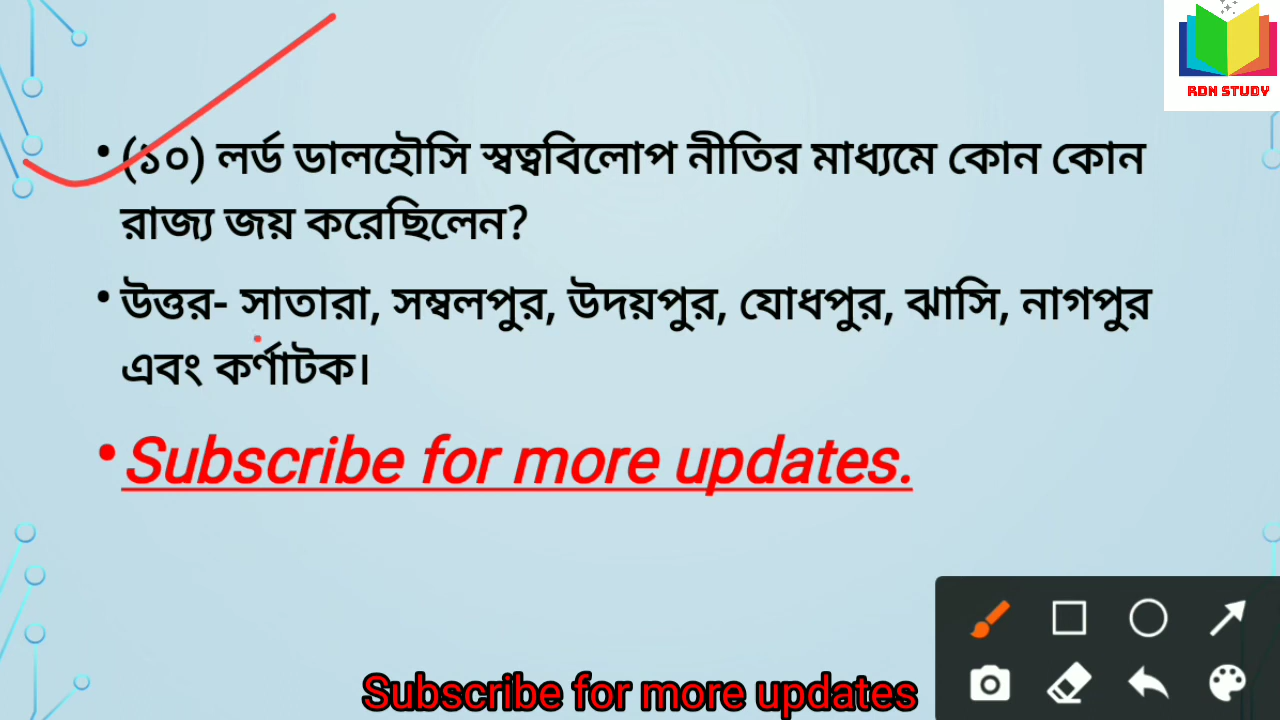 RDN STUDY
• (১০) লর্ড ডালহৌসি স্বত্ববিলোপ নীতির মাধ্যমে কোন কোন
রাজ্য জয় করেছিলেন?
• উত্তর- সাতারা, সম্বলপুর, উদয়পুর, যোধপুর, ঝাসি, নাগপুর
এবং কর্ণাটক।
• Subscribe for more updates.
Subscribe for more updates